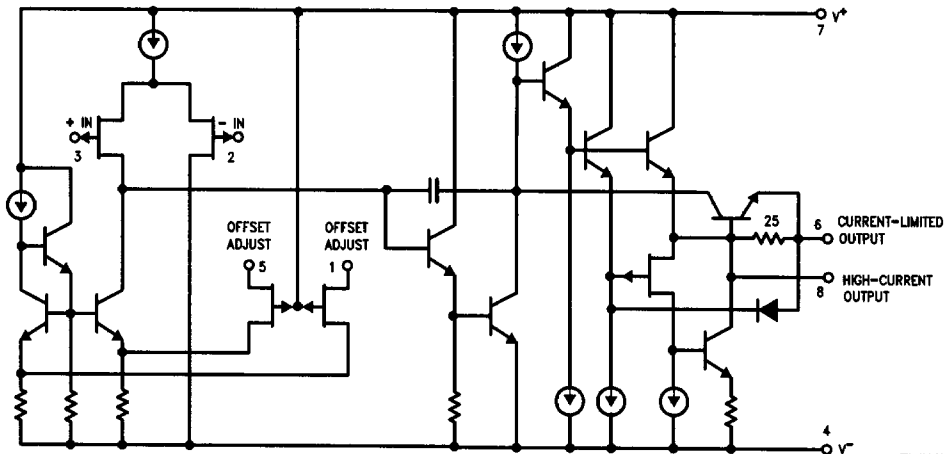 V+
7
+ IN
3
- IN
2
OFFSET
ADJUST
5
OFFSET
ADJUST
1
25
6
CURRENT-LIMITED
OUTPUT
8
HIGH-CURRENT
OUTPUT
4
V-